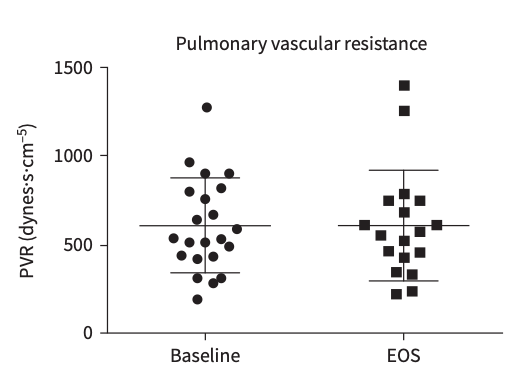 Pulmonary vascular resistance
PVR (dynes·s·cm⁻⁵)
1500
1000
500
0
Baseline
EOS